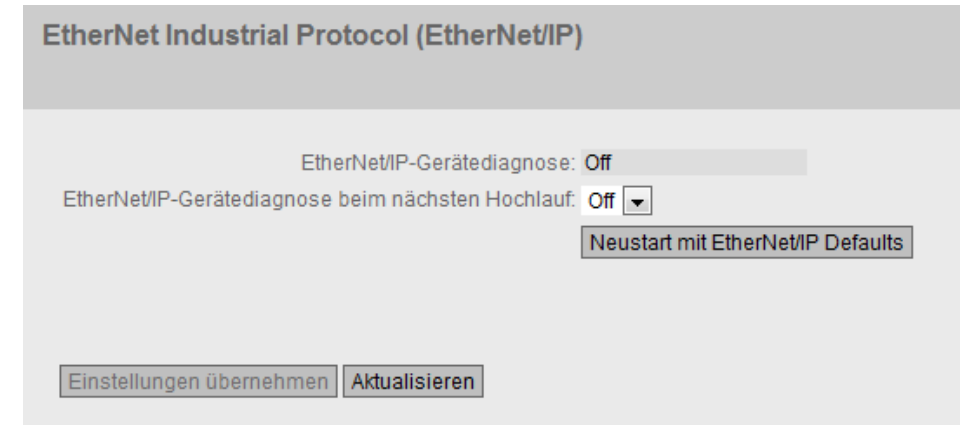 EtherNet Industrial Protocol (EtherNet/IP)
EtherNet/IP-Gerätediagnose: Off
EtherNet/IP-Gerätediagnose beim nächsten Hochlauf: Off
Neustart mit EtherNet/IP Defaults
Einstellungen übernehmen Aktualisieren